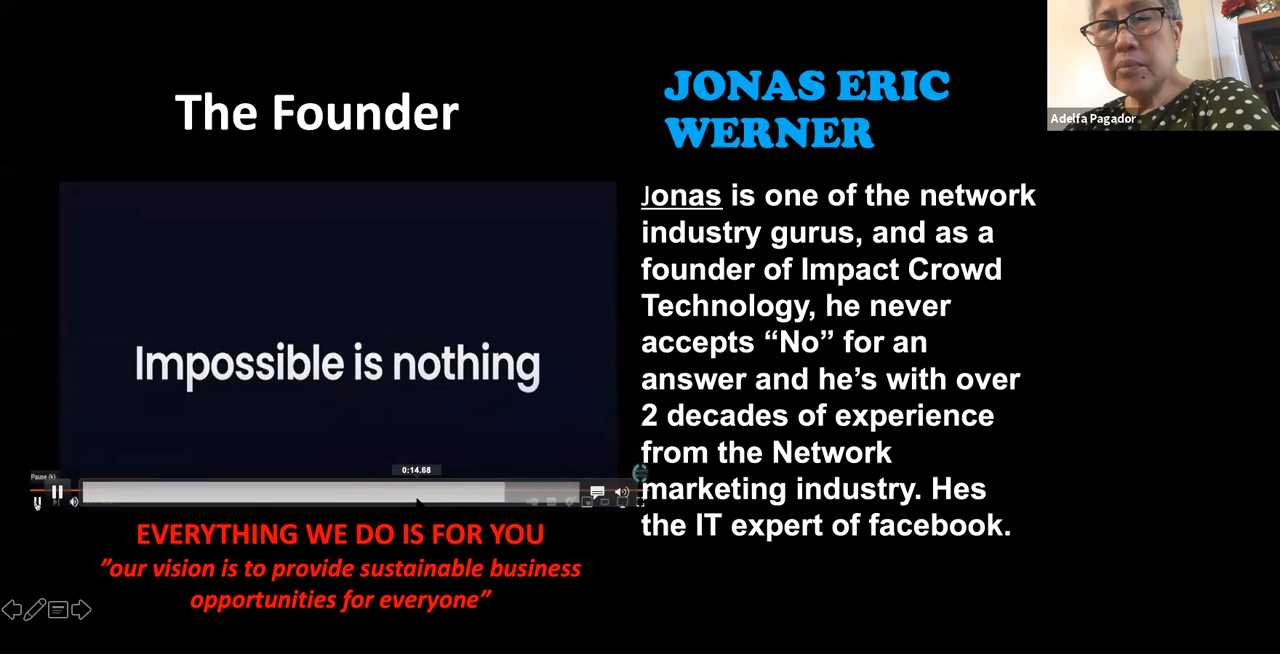 The Founder
JONAS ERIC
WERNER
Adelfa Pagador
Jonas is one of the network
industry gurus, and as a
founder of Impact Crowd
Technology, he never
accepts “No” for an
answer and he’s with over
2 decades of experience
from the Network
marketing industry. Hes
the IT expert of facebook.
Impossible is nothing
0:14.68
Pause (k)
EVERYTHING WE DO IS FOR YOU
”our vision is to provide sustainable business
opportunities for everyone”